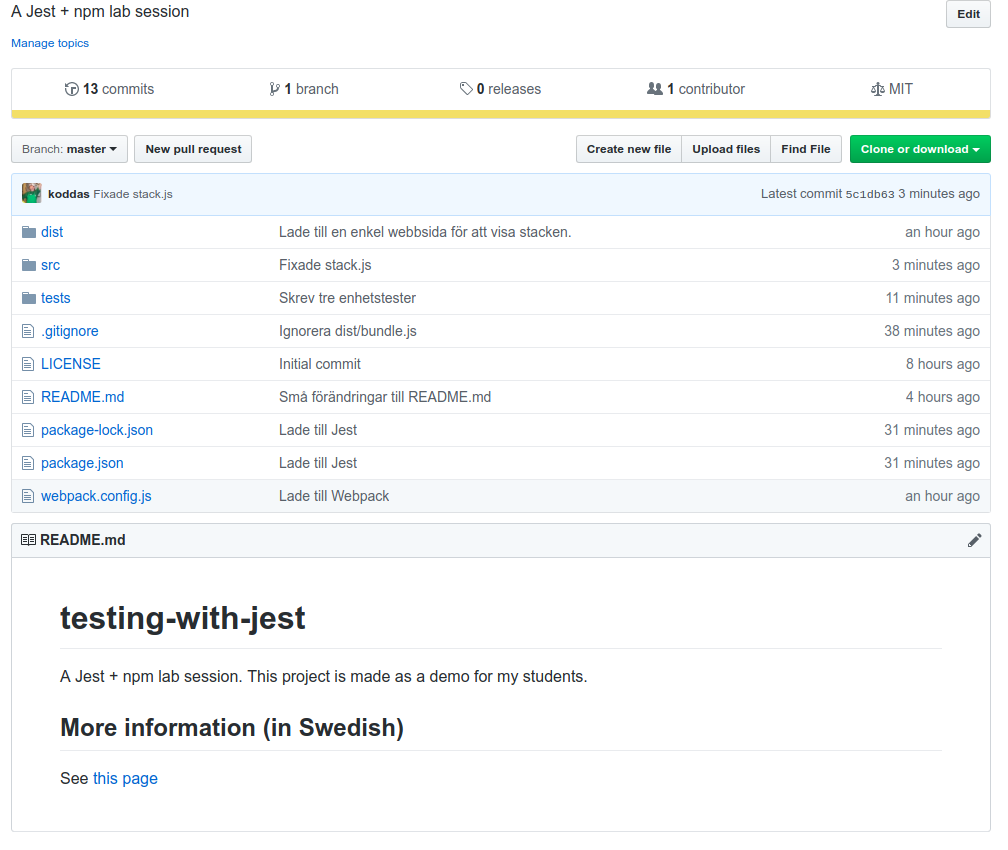 A Jest + npm lab session
Edit
Manage topics
13 commits 1 branch 0 releases 1 contributor MIT
Branch: master New pull request Create new file Upload files Find File Clone or download
koddas Fixade stack.js Latest commit 5c1db63 3 minutes ago
dist Lade till en enkel webbsida för att visa stacken. an hour ago
src Fixade stack.js 3 minutes ago
tests Skrev tre enhetstester 11 minutes ago
.gitignore Ignorera dist/bundle.js 38 minutes ago
LICENSE Initial commit 8 hours ago
README.md Små förändringar till README.md 4 hours ago
package-lock.json Lade till Jest 31 minutes ago
package.json Lade till Jest 31 minutes ago
webpack.config.js Lade till Webpack an hour ago
README.md
testing-with-jest
A Jest + npm lab session. This project is made as a demo for my students.
More information (in Swedish)
See this page